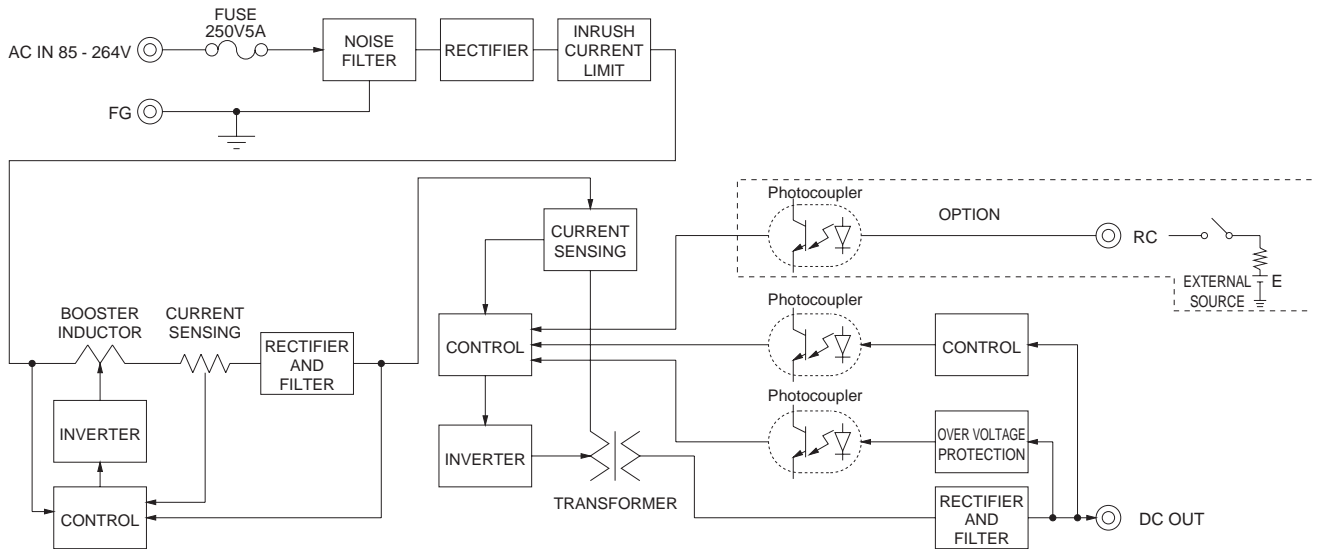 FUSE
250V5A
AC IN 85 - 264V
NOISE
FILTER
RECTIFIER
INRUSH
CURRENT
LIMIT
FG
Photocoupler
OPTION
RC
CURRENT
SENSING
EXTERNAL
SOURCE
E
BOOSTER
INDUCTOR
CURRENT
SENSING
RECTIFIER
AND
FILTER
CONTROL
Photocoupler
CONTROL
Photocoupler
INVERTER
INVERTER
OVER VOLTAGE
PROTECTION
TRANSFORMER
CONTROL
RECTIFIER
AND
FILTER
DC OUT